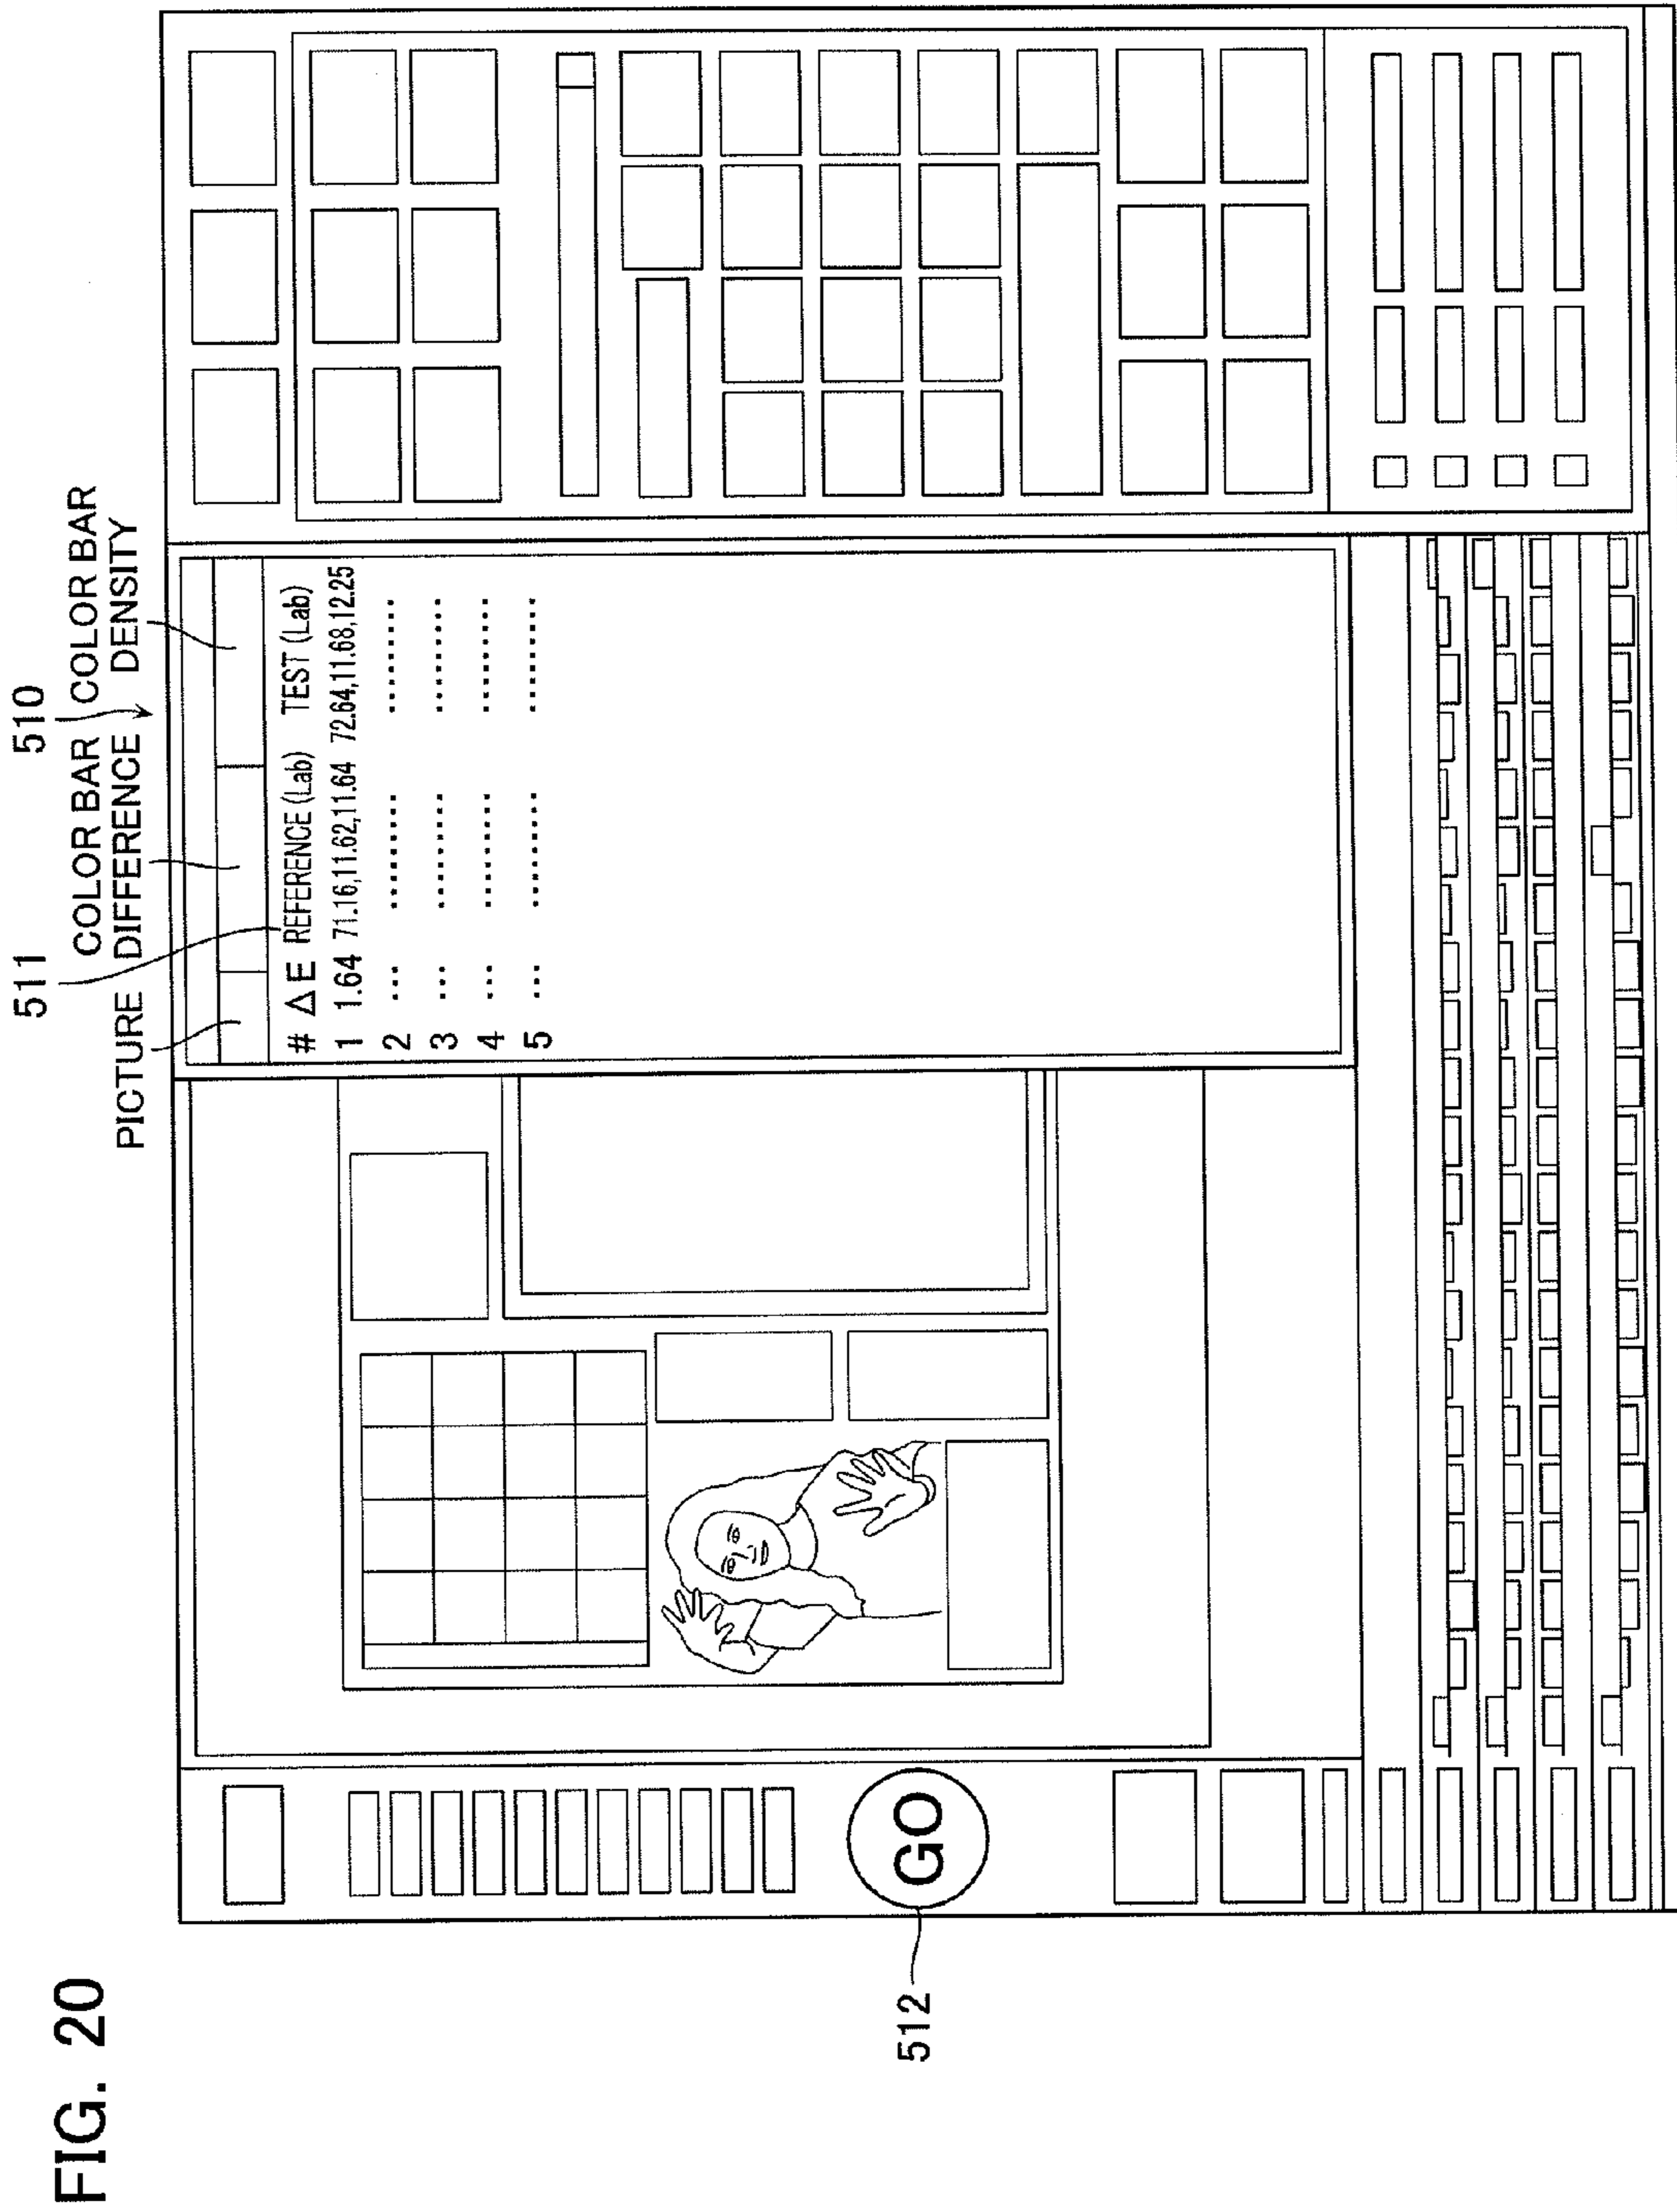 FIG. 20
511
510
PICTURE
COLOR BAR
DIFFERENCE
COLOR BAR
DENSITY
# ΔE REFERENCE (Lab) TEST (Lab)
1 1.64 71.16,11.62,11.64 72.64,11.68,12.25
2 ... .......... ..........
3 ... .......... ..........
4 ... .......... ..........
5 ... .......... ..........
GO
512